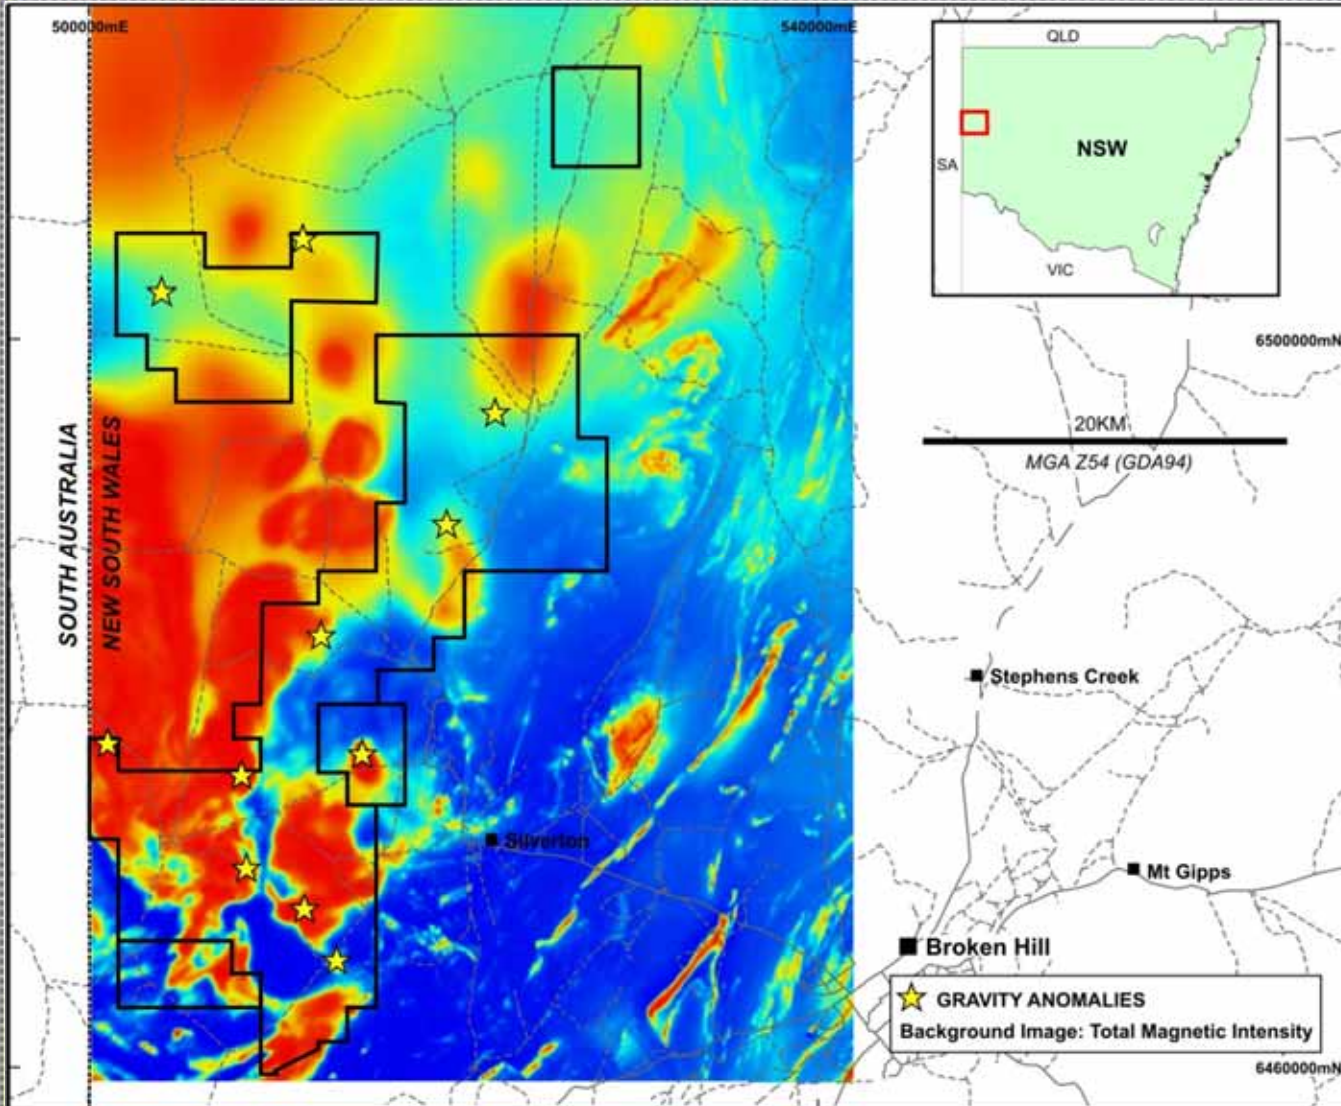 500000mE
540000mE
QLD
NSW
SA
VIC
6500000mN
20KM
MGA Z54 (GDA94)
SOUTH AUSTRALIA
NEW SOUTH WALES
Stephens Creek
Silverton
Mt Gipps
Broken Hill
GRAVITY ANOMALIES
Background Image: Total Magnetic Intensity
6460000mN